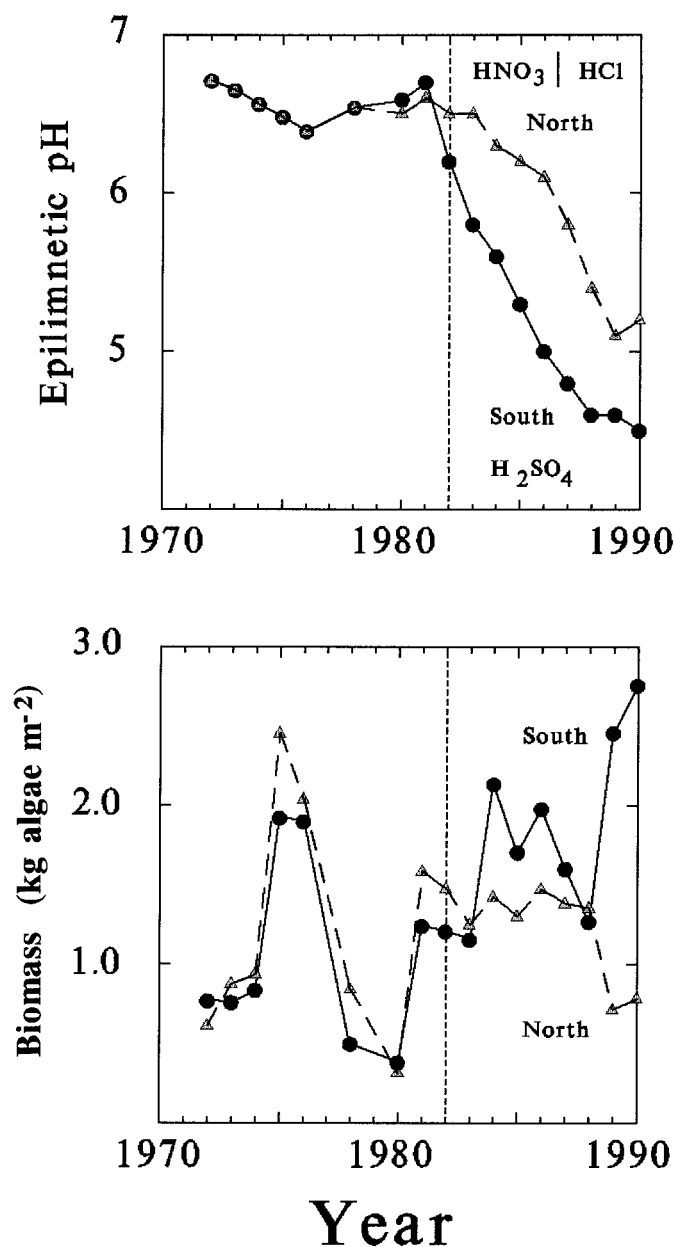 7
HNO3 | HCl
North
6
Epilimnetic pH
5
South
H2SO4
1970 1980 1990
3.0
South
2.0
Biomass (kg algae m-2)
1.0
North
1970 1980 1990
Year